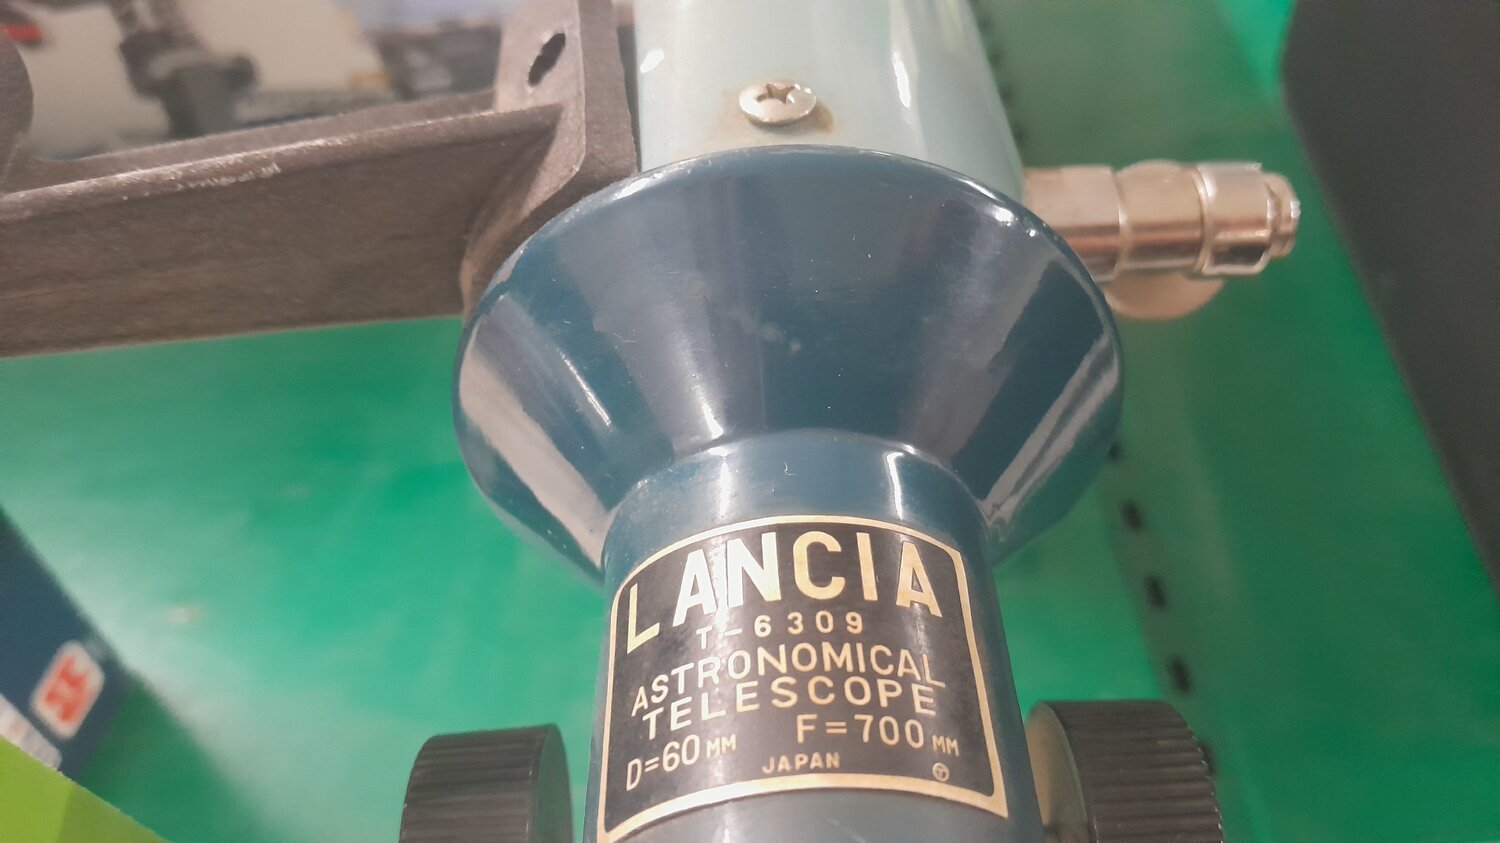 LANCIA
T-6309
ASTRONOMICAL
TELESCOPE
D=60MM F=700MM
JAPAN T